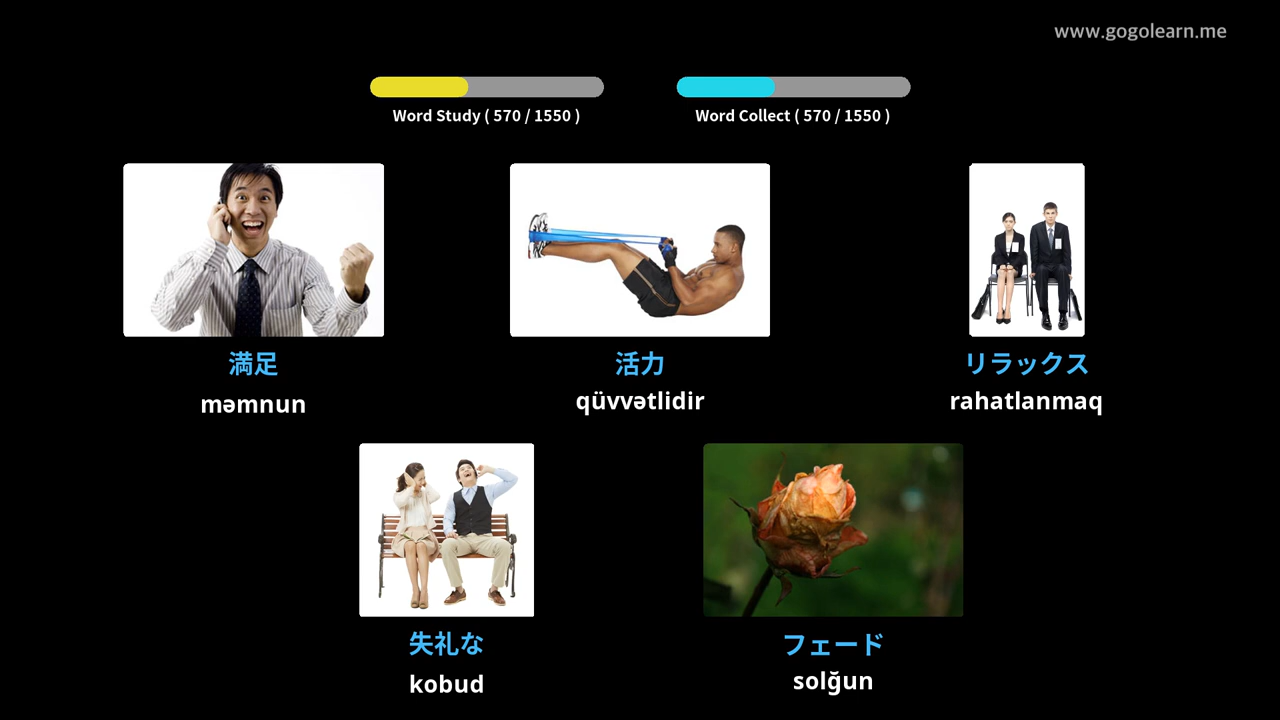 www.gogolearn.me
Word Study ( 570 / 1550 )
Word Collect ( 570 / 1550 )
満足
məmnun
活力
qüvvətlidir
リラックス
rahatlanmaq
失礼な
kobud
フェード
solğun